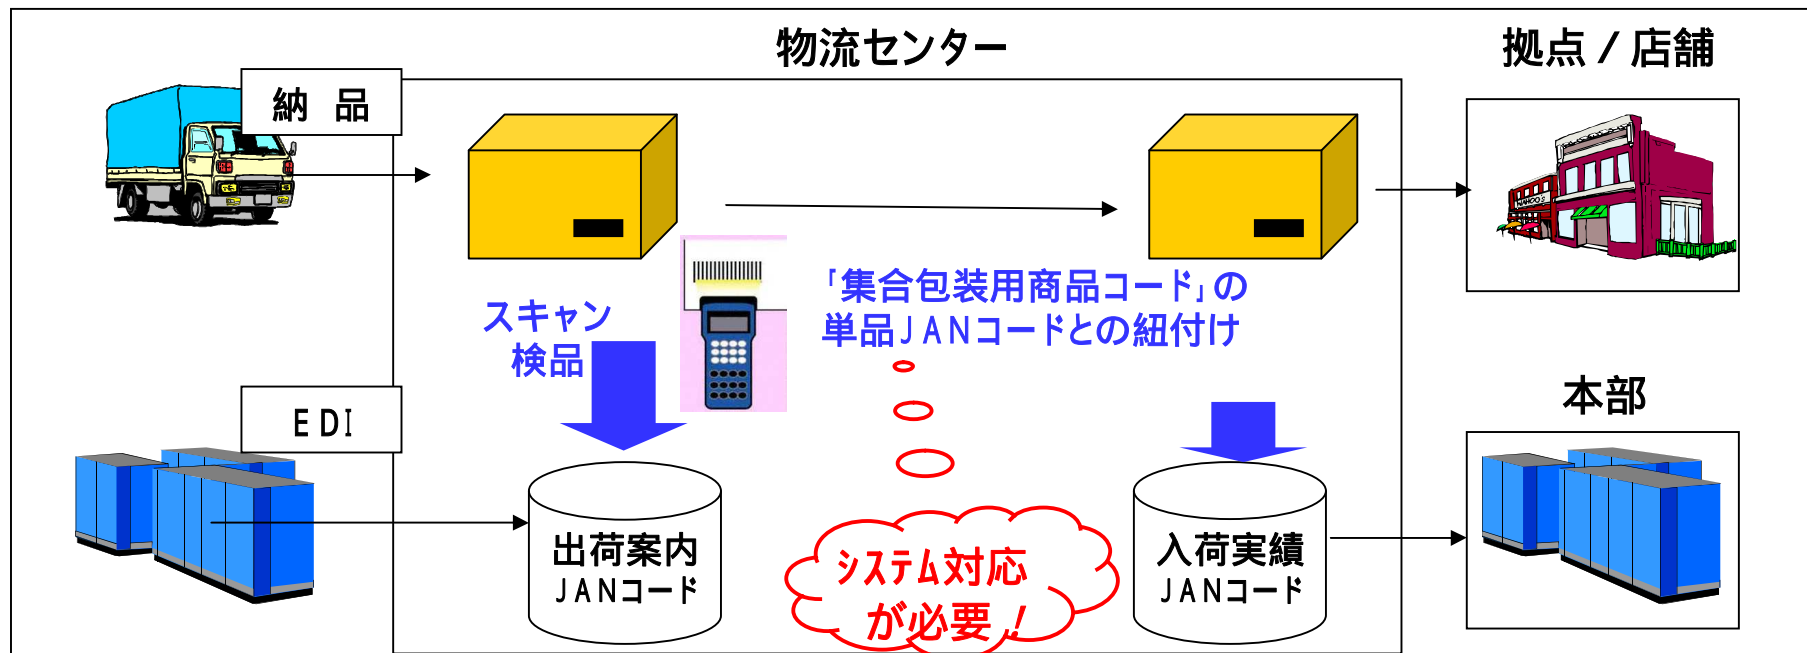 物流センター
拠点 / 店舗
納 品
スキャン
検品
「集合包装用商品コード」の
単品JANコードとの紐付け
EDI
本部
出荷案内
JANコード
システム対応
が必要!
入荷実績
JANコード